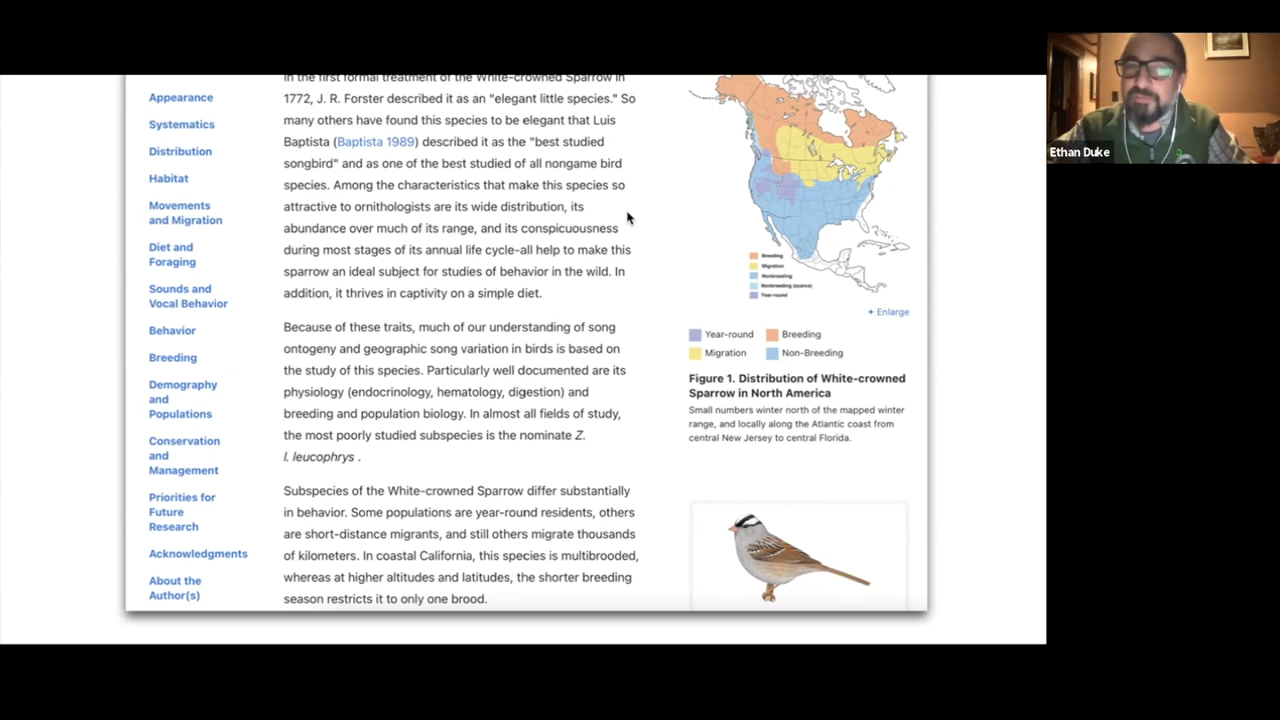 Appearance
Systematics
Distribution
Habitat
Movements
and Migration
Diet and
Foraging
Sounds and
Vocal Behavior
Behavior
Breeding
Demography
and
Populations
Conservation
and
Management
Priorities for
Future
Research
Acknowledgments
About the
Author(s)
In the first formal treatment of the White-crowned Sparrow in
1772, J. R. Forster described it as an "elegant little species." So
many others have found this species to be elegant that Luis
Baptista (Baptista 1989) described it as the "best studied
songbird" and as one of the best studied of all nongame bird
species. Among the characteristics that make this species so
attractive to ornithologists are its wide distribution, its
abundance over much of its range, and its conspicuousness
during most stages of its annual life cycle-all help to make this
sparrow an ideal subject for studies of behavior in the wild. In
addition, it thrives in captivity on a simple diet.
Because of these traits, much of our understanding of song
ontogeny and geographic song variation in birds is based on
the study of this species. Particularly well documented are its
physiology (endocrinology, hematology, digestion) and
breeding and population biology. In almost all fields of study,
the most poorly studied subspecies is the nominate Z.
l. leucophrys .
Subspecies of the White-crowned Sparrow differ substantially
in behavior. Some populations are year-round residents, others
are short-distance migrants, and still others migrate thousands
of kilometers. In coastal California, this species is multibrooded,
whereas at higher altitudes and latitudes, the shorter breeding
season restricts it to only one brood.
Breeding
Migration
Nonbreeding
Nonbreeding (scarce)
Year-round
+ Enlarge
Year-round Breeding
Migration Non-Breeding
Figure 1. Distribution of White-crowned
Sparrow in North America
Small numbers winter north of the mapped winter
range, and locally along the Atlantic coast from
central New Jersey to central Florida.
Ethan Duke